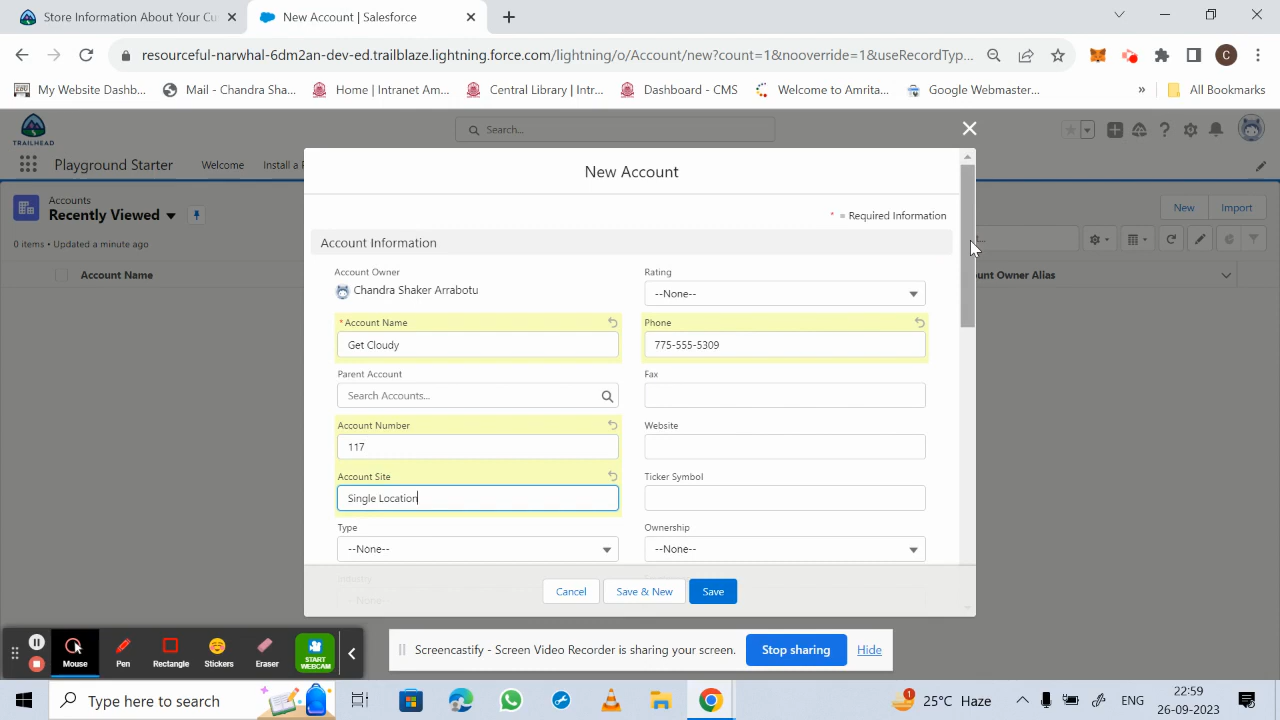 Store Information About Your Cu
New Account | Salesforce
resourceful-narwhal-6dm2an-dev-ed.trailblaze.lightning.force.com/lightning/o/Account/new?count=1&nooverride=1&useRecordTyp...
C
My Website Dashb...
Mail - Chandra Sha...
Home | Intranet Am...
Central Library | Intr...
Dashboard - CMS
Welcome to Amrita...
Google Webmaster...
» All Bookmarks
TRAILHEAD
Search...
Playground Starter
Welcome
Install a P
New Account
Accounts
Recently Viewed
New
Import
0 items • Updated a minute ago
* = Required Information
Account Information
Account Name
ount Owner Alias
Account Owner
Chandra Shaker Arrabotu
Rating
--None--
* Account Name
Get Cloudy
Phone
775-555-5309
Parent Account
Search Accounts...
Fax
Account Number
117
Website
Account Site
Single Location
Ticker Symbol
Type
--None--
Ownership
--None--
Industry
--None--
Cancel
Save & New
Save
Mouse
Pen
Rectangle
Stickers
Eraser
START
WEBCAM
Screencastify - Screen Video Recorder is sharing your screen.
Stop sharing
Hide
Type here to search
1
25°C Haze
ENG
22:59
26-09-2023